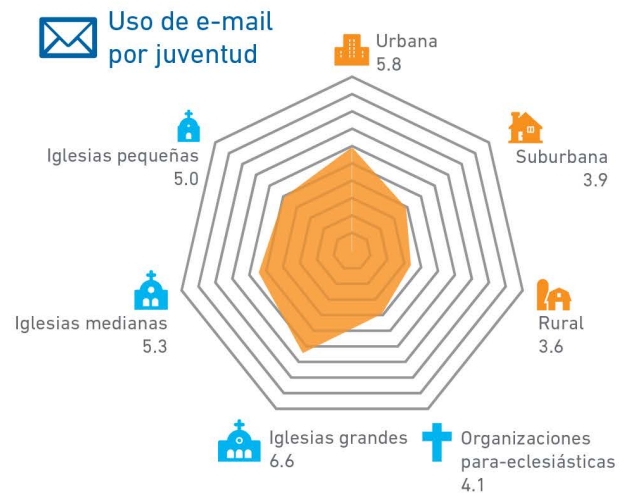 Uso de e-mail
por juventud
Urbana
5.8
Suburbana
3.9
Rural
3.6
Organizaciones
para-eclesiásticas
4.1
Iglesias grandes
6.6
Iglesias medianas
5.3
Iglesias pequeñas
5.0